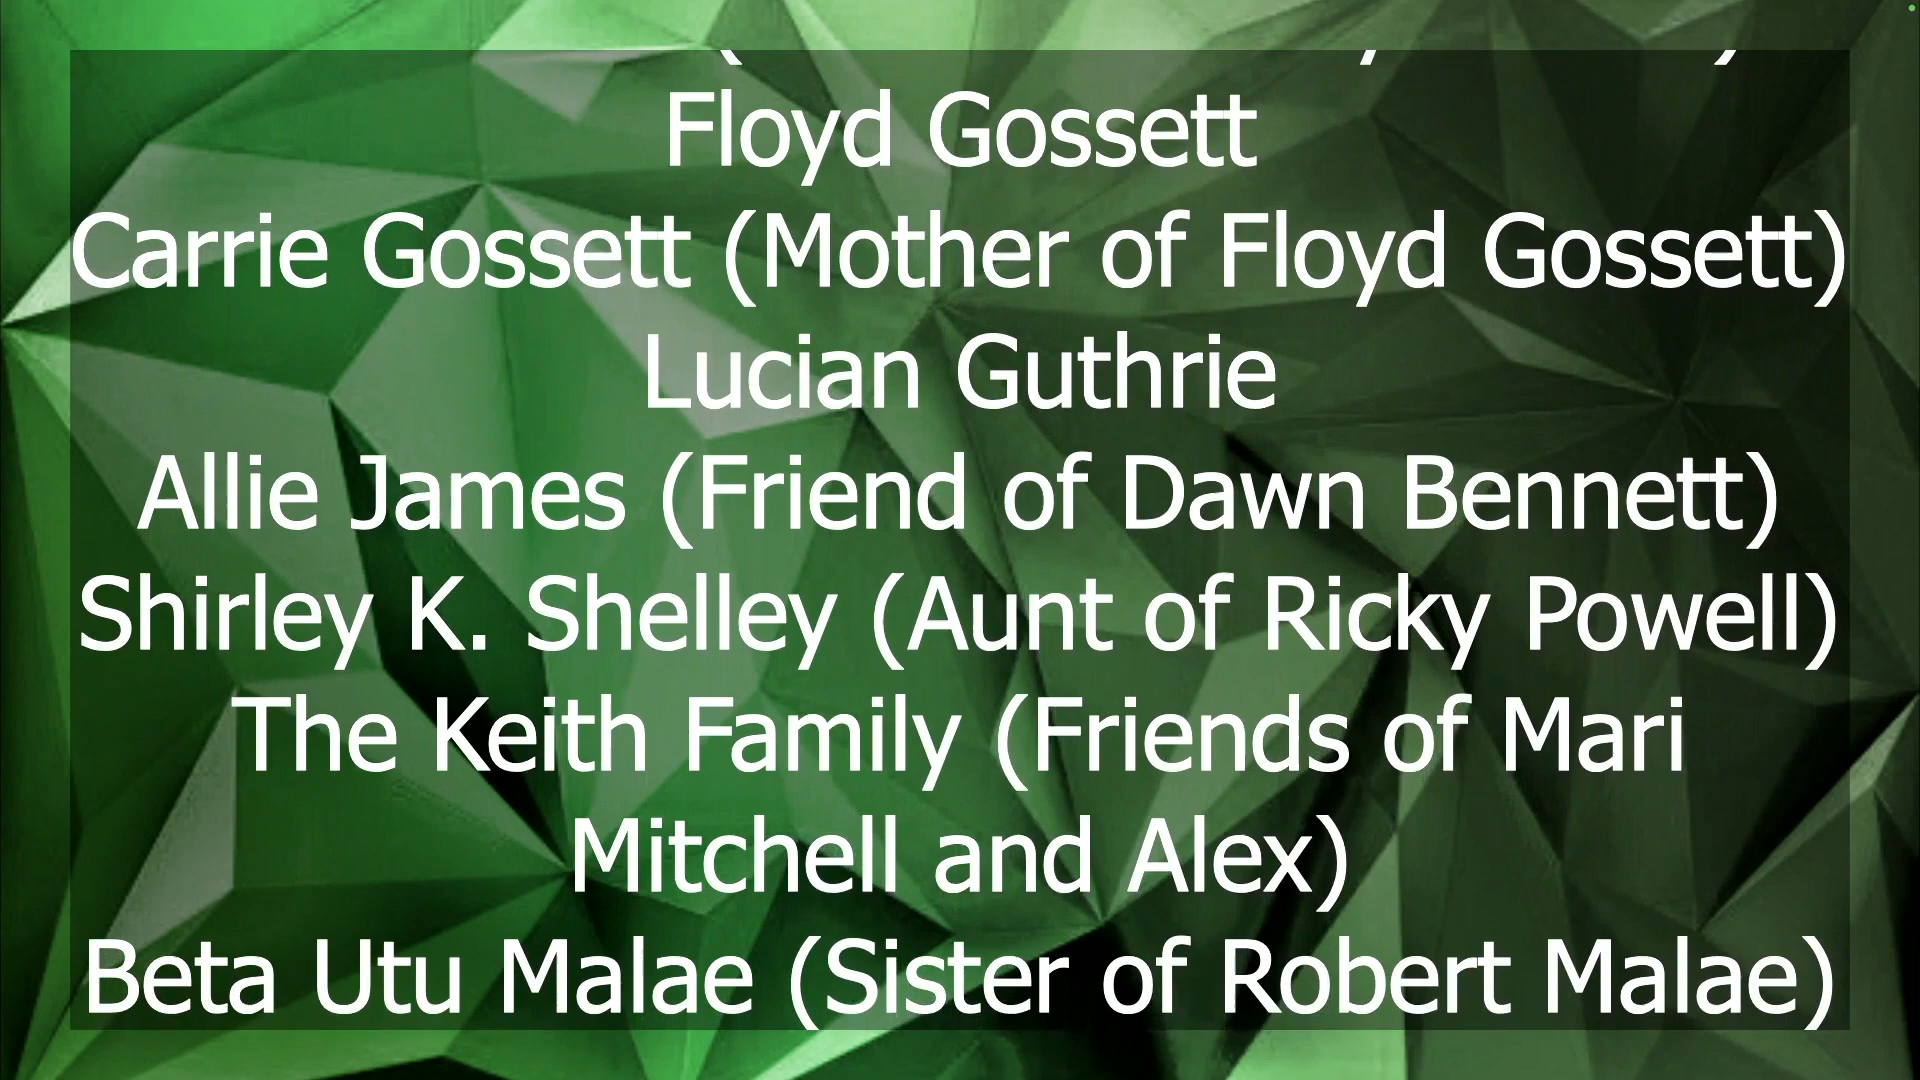 Floyd Gossett
Carrie Gossett (Mother of Floyd Gossett)
Lucian Guthrie
Allie James (Friend of Dawn Bennett)
Shirley K. Shelley (Aunt of Ricky Powell)
The Keith Family (Friends of Mari
Mitchell and Alex)
Beta Utu Malae (Sister of Robert Malae)